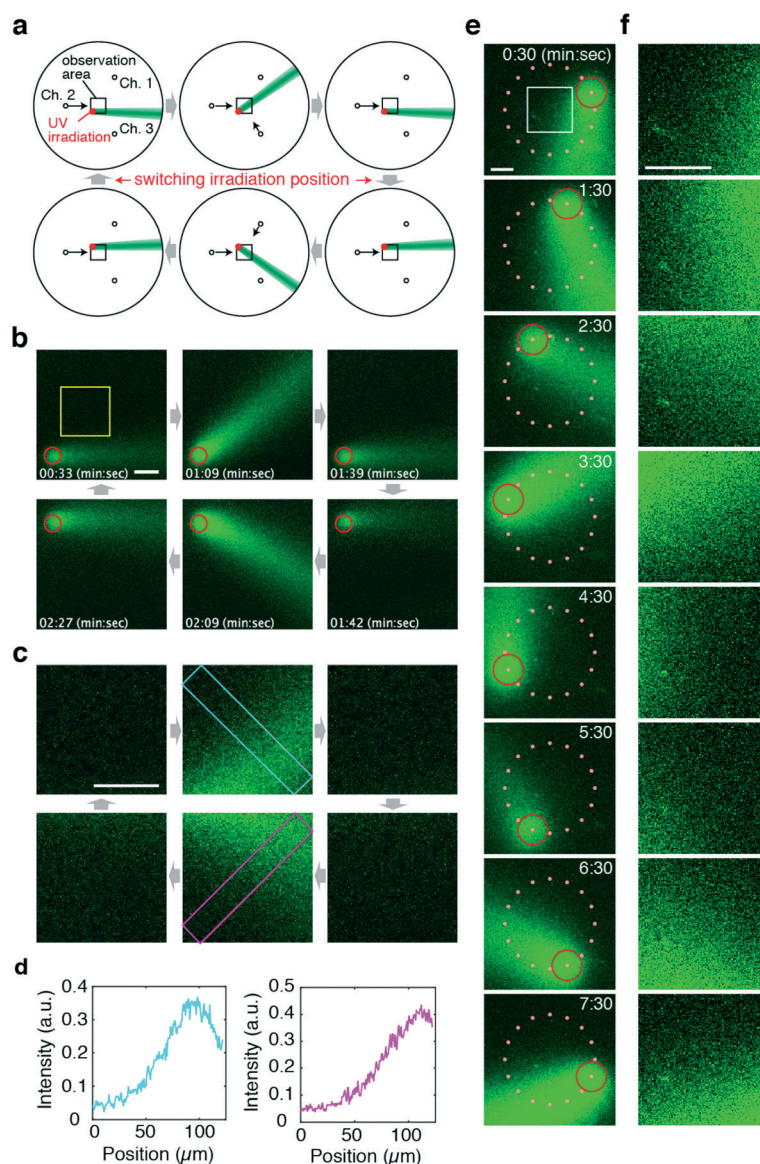 a
observation
area
Ch. 1
Ch. 2
UV
irradiation
Ch. 3
← switching irradiation position →
b
00:33 (min:sec)
01:09 (min:sec)
01:39 (min:sec)
02:27 (min:sec)
02:09 (min:sec)
01:42 (min:sec)
c
d
Intensity (a.u.)
0.4
0.3
0.2
0.1
0
0
50
100
Position (µm)
Intensity (a.u.)
0.5
0.4
0.3
0.2
0.1
0
0
50
100
Position (µm)
e
0:30 (min:sec)
1:30
2:30
3:30
4:30
5:30
6:30
7:30
f